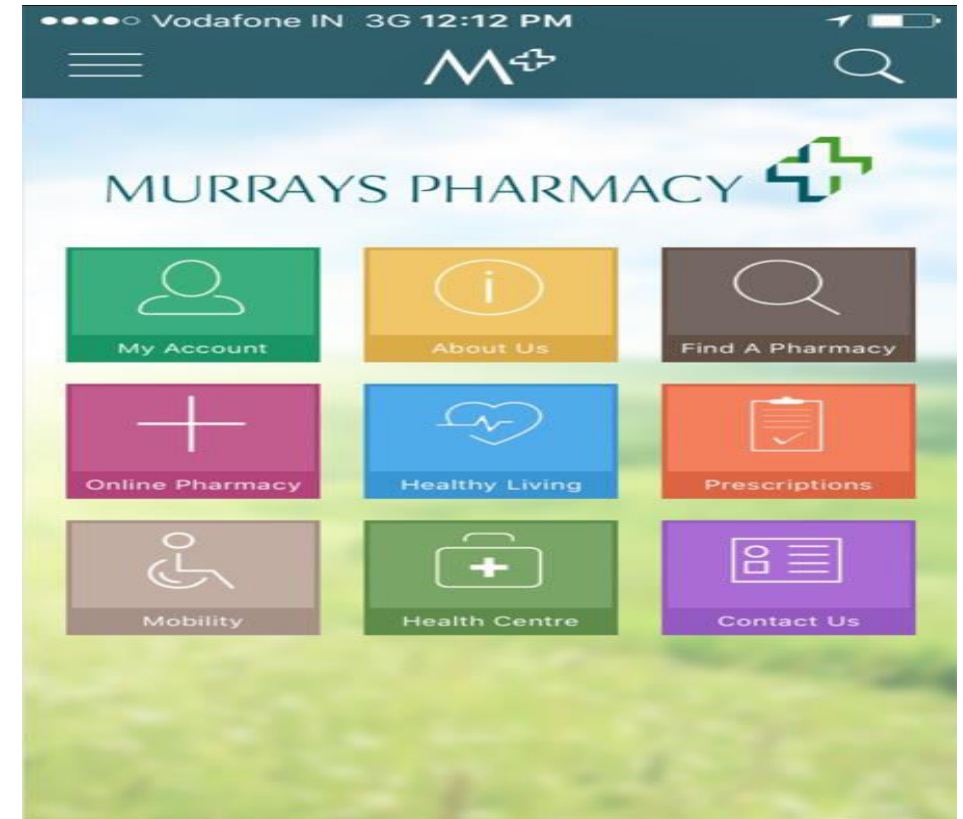 Vodafone IN 3G 12:12 PM
M
MURRAYS PHARMACY
My Account
About Us
Find A Pharmacy
Online Pharmacy
Healthy Living
Prescriptions
Mobility
Health Centre
Contact Us